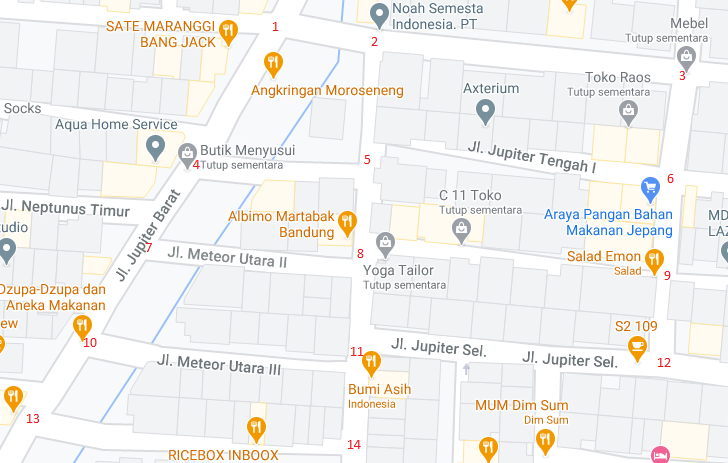 Noah Semesta
Indonesia. PT
SATE MARANGGI
BANG JACK
1
2
Mebel
Tutup sementara
3
Angkringan Moroseneng
Toko Raos
Tutup sementara
Axterium
Socks
Aqua Home Service
Butik Menyusui
Tutup sementara
4
5
Jl. Jupiter Tengah I
6
Jl. Neptunus Timur
Jl. Jupiter Barat
C 11 Toko
Tutup sementara
Albimo Martabak
Bandung
Araya Pangan Bahan
Makanan Jepang
MD
LAZ
tudio
7
Jl. Meteor Utara II
8
Yoga Tailor
Tutup sementara
Salad Emon
Salad
9
Dzupa-Dzupa dan
Aneka Makanan
ew
S2 109
10
11
Jl. Jupiter Sel.
Jl. Jupiter Sel.
12
Jl. Meteor Utara III
Bumi Asih
Indonesia
MUM Dim Sum
Dim Sum
13
14
RICEBOX INBOOX